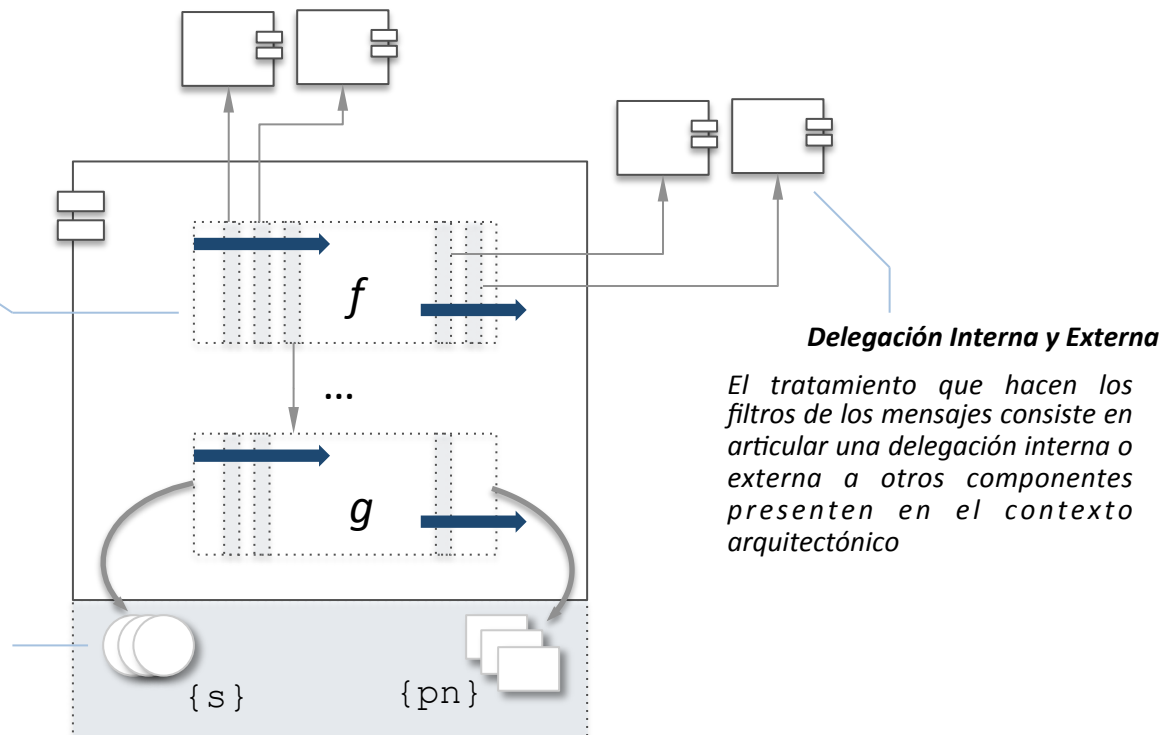 f
...
g
{s}
{pn}
Delegación Interna y Externa
El tratamiento que hacen los
filtros de los mensajes consiste en
articular una delegación interna o
externa a otros componentes
presenten en el contexto
arquitectónico